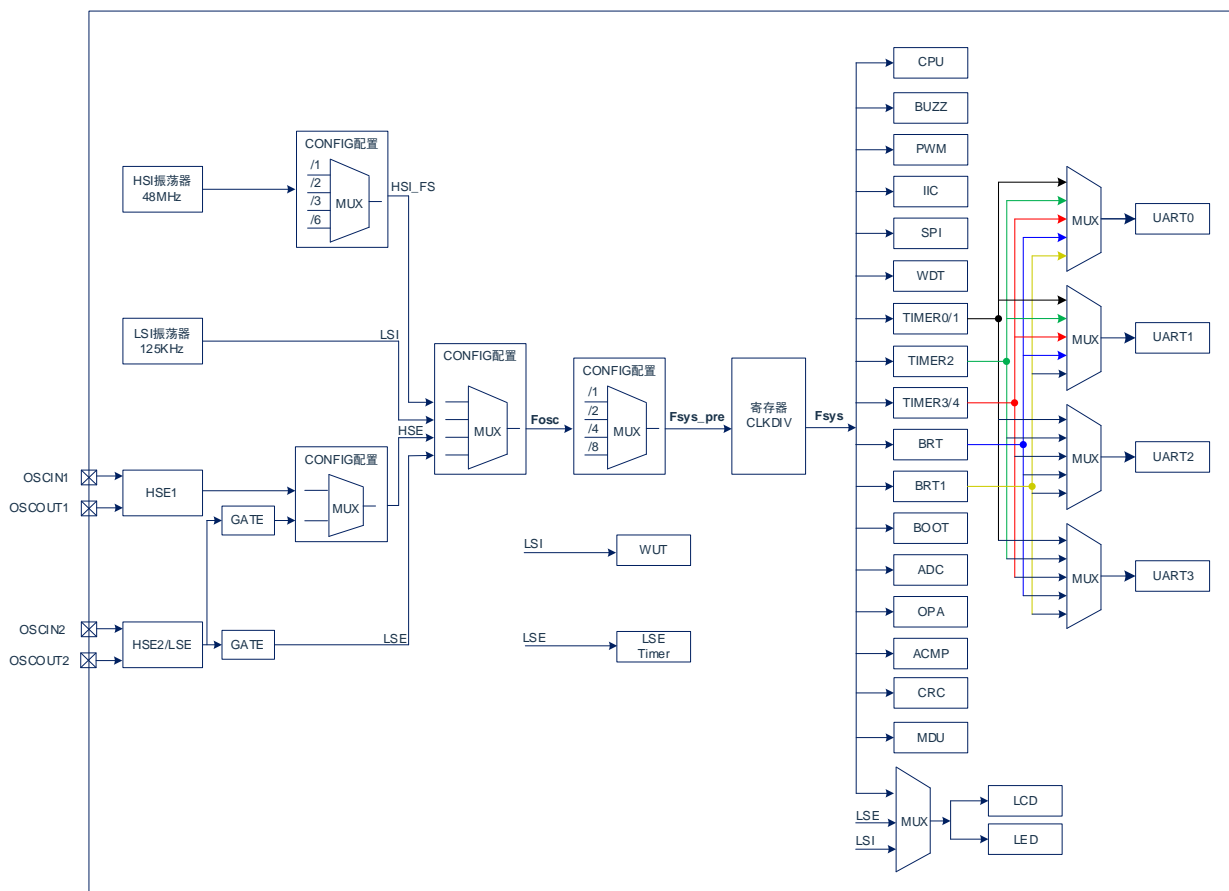 HSI振荡器
48MHz
CONFIG配置
/1
/2
/3
/6
MUX
HSI_FS
LSI振荡器
125KHz
LSI
OSCIN1
OSCOUT1
HSE1
GATE
CONFIG配置
MUX
HSE
OSCIN2
OSCOUT2
HSE2/LSE
GATE
LSE
CONFIG配置
MUX
Fosc
CONFIG配置
/1
/2
/4
/8
MUX
Fsys_pre
寄存器
CLKDIV
Fsys
LSI
WUT
LSE
LSE
Timer
CPU
BUZZ
PWM
IIC
SPI
WDT
TIMER0/1
TIMER2
TIMER3/4
BRT
BRT1
BOOT
ADC
OPA
ACMP
CRC
MDU
LSE
LSI
MUX
LCD
LED
MUX
UART0
MUX
UART1
MUX
UART2
MUX
UART3